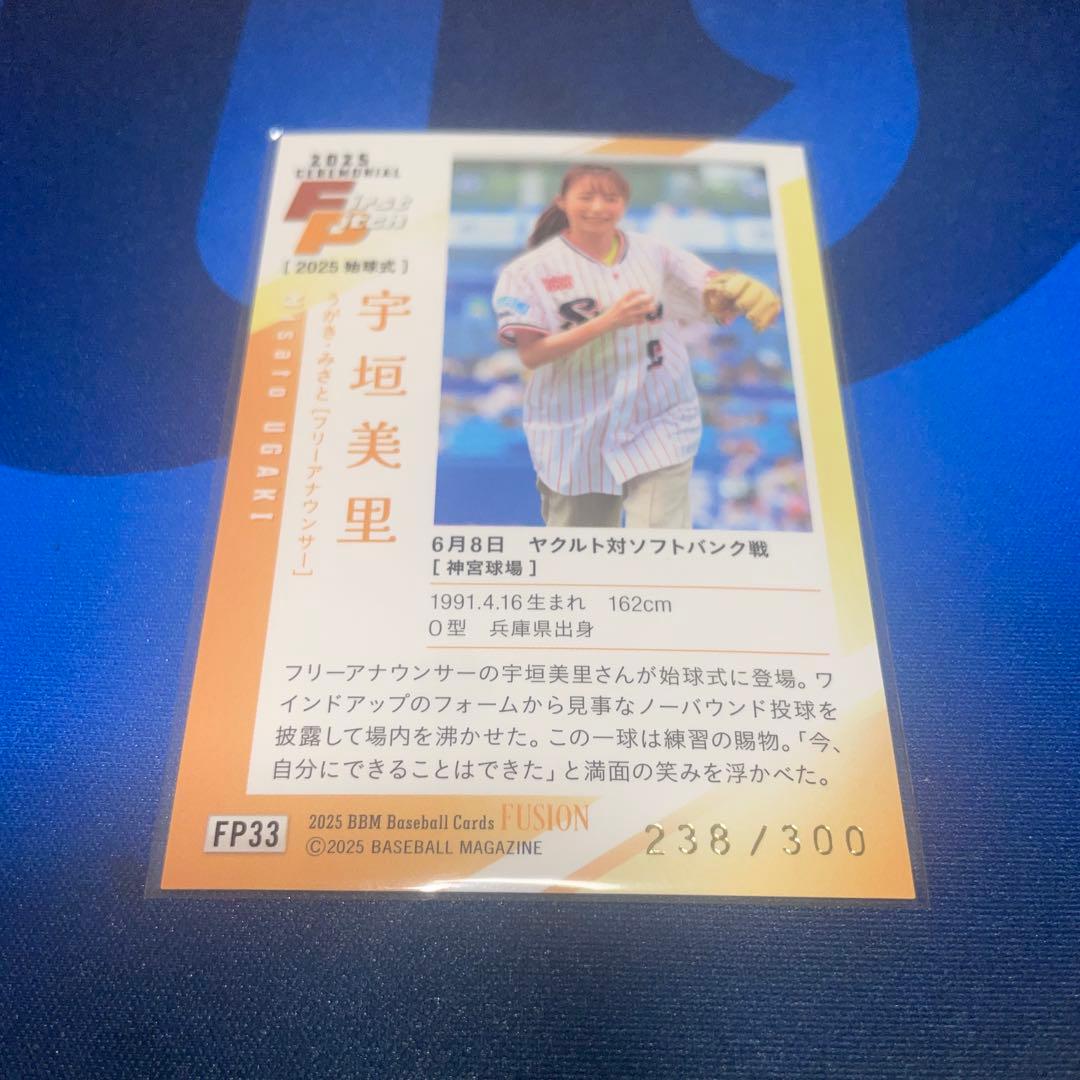 2025
CEREMONIAL
First
Pitch
[ 2025 始球式 ]
宇垣美里
うがき・みさと [フリーアナウンサー]
Misato UGAKI
6月8日　ヤクルト対ソフトバンク戦
[ 神宮球場 ]
1991.4.16生まれ　162cm
O型　兵庫県出身
フリーアナウンサーの宇垣美里さんが始球式に登場。ワ
インドアップのフォームから見事なノーバウンド投球を
披露して場内を沸かせた。この一球は練習の賜物。「今、
自分にできることはできた」と満面の笑みを浮かべた。
FP33
2025 BBM Baseball Cards FUSION
©2025 BASEBALL MAGAZINE
238/300